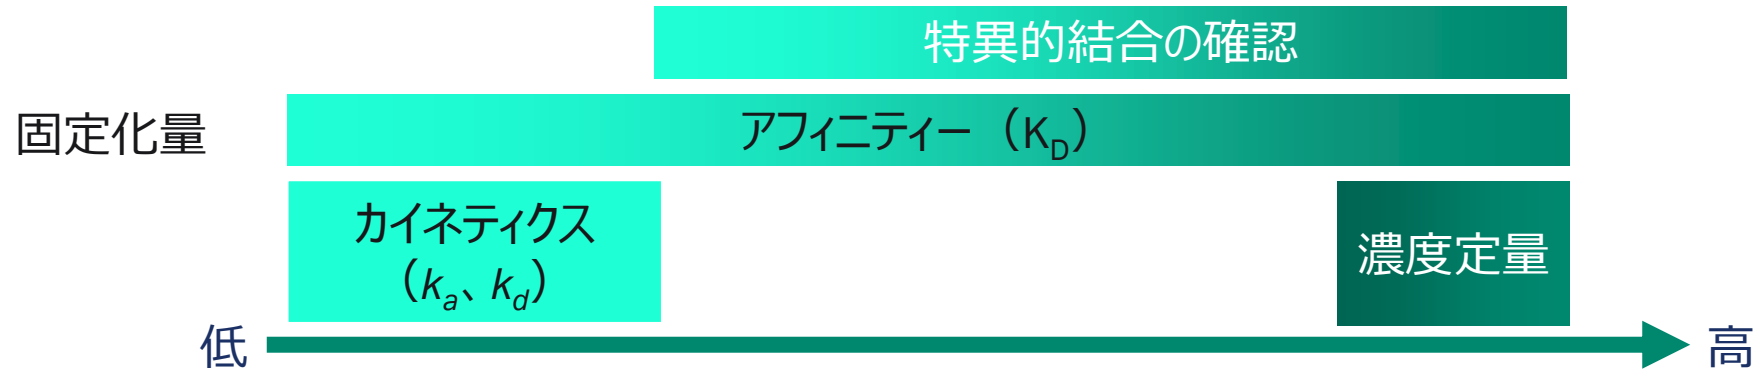 特異的結合の確認
固定化量
アフィニティー（KD）
カイネティクス
（ka、kd）
濃度定量
低
高